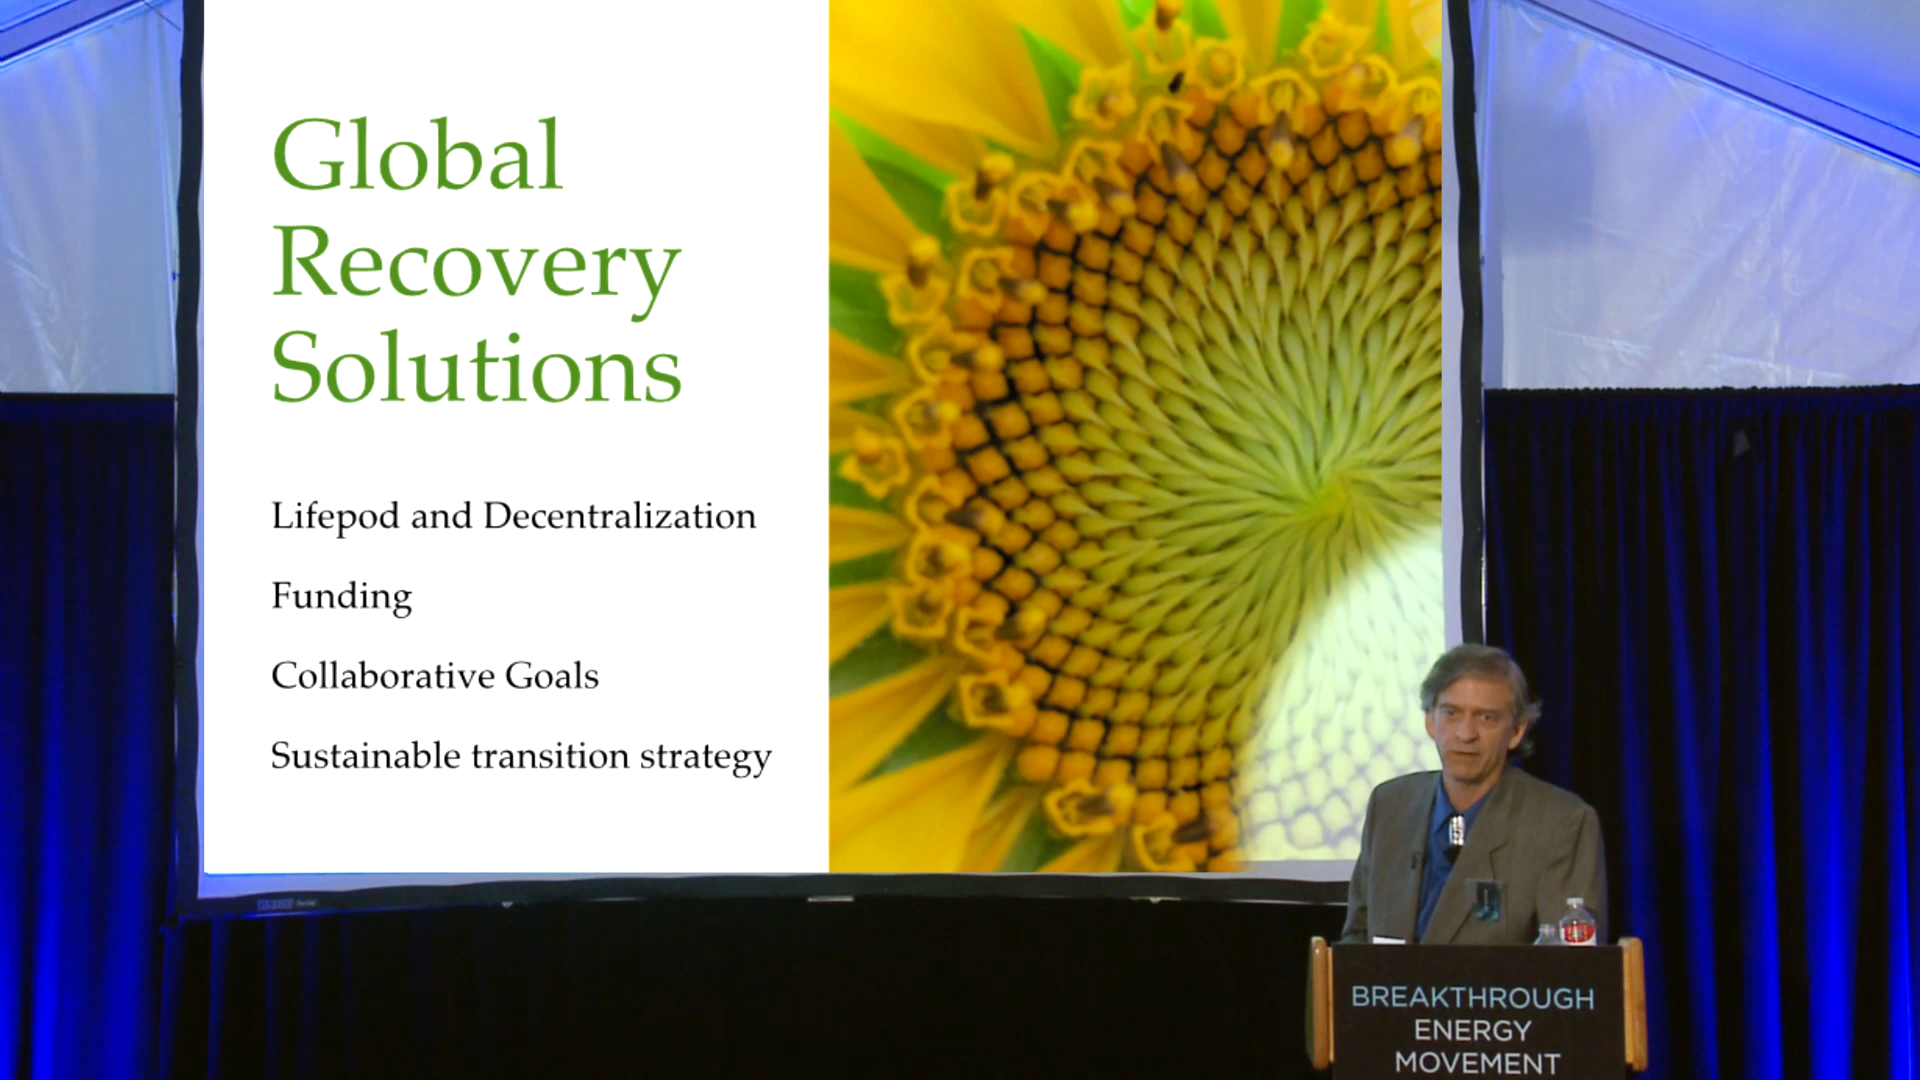 Global
Recovery
Solutions
Lifepod and Decentralization
Funding
Collaborative Goals
Sustainable transition strategy
BREAKTHROUGH
ENERGY
MOVEMENT